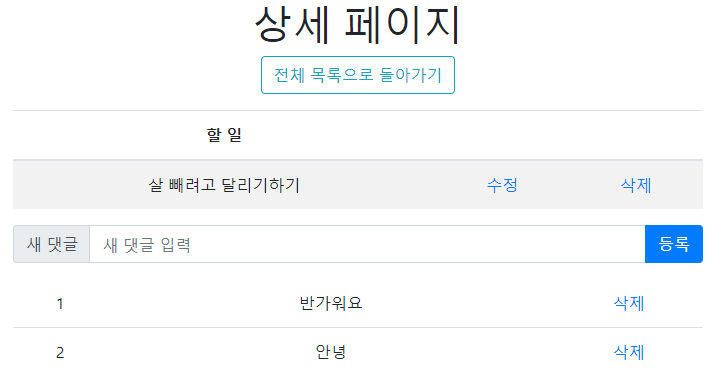 상세 페이지
전체 목록으로 돌아가기
할 일
살 빼려고 달리기하기 수정 삭제
새 댓글 새 댓글 입력 등록
1 반가워요 삭제
2 안녕 삭제